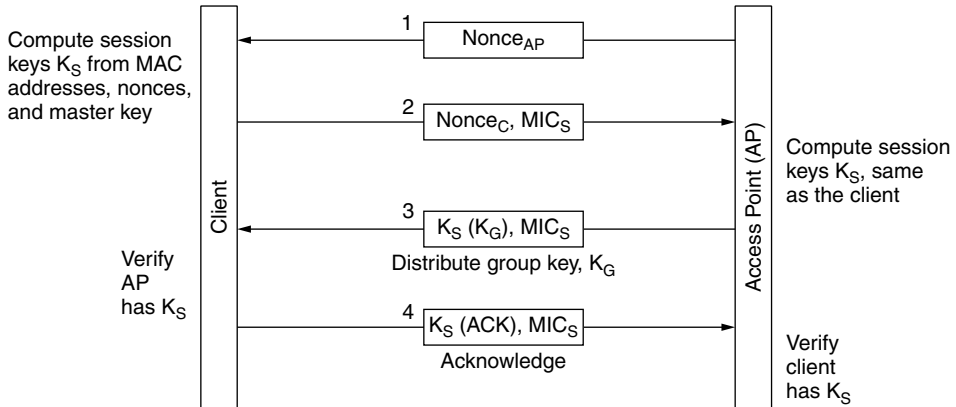 1
Nonce_AP
Compute session
keys K_S from MAC
addresses, nonces,
and master key
2
Nonce_C, MIC_S
Client
Access Point (AP)
Compute session
keys K_S, same
as the client
3
K_S (K_G), MIC_S
Distribute group key, K_G
Verify
AP
has K_S
4
K_S (ACK), MIC_S
Acknowledge
Verify
client
has K_S